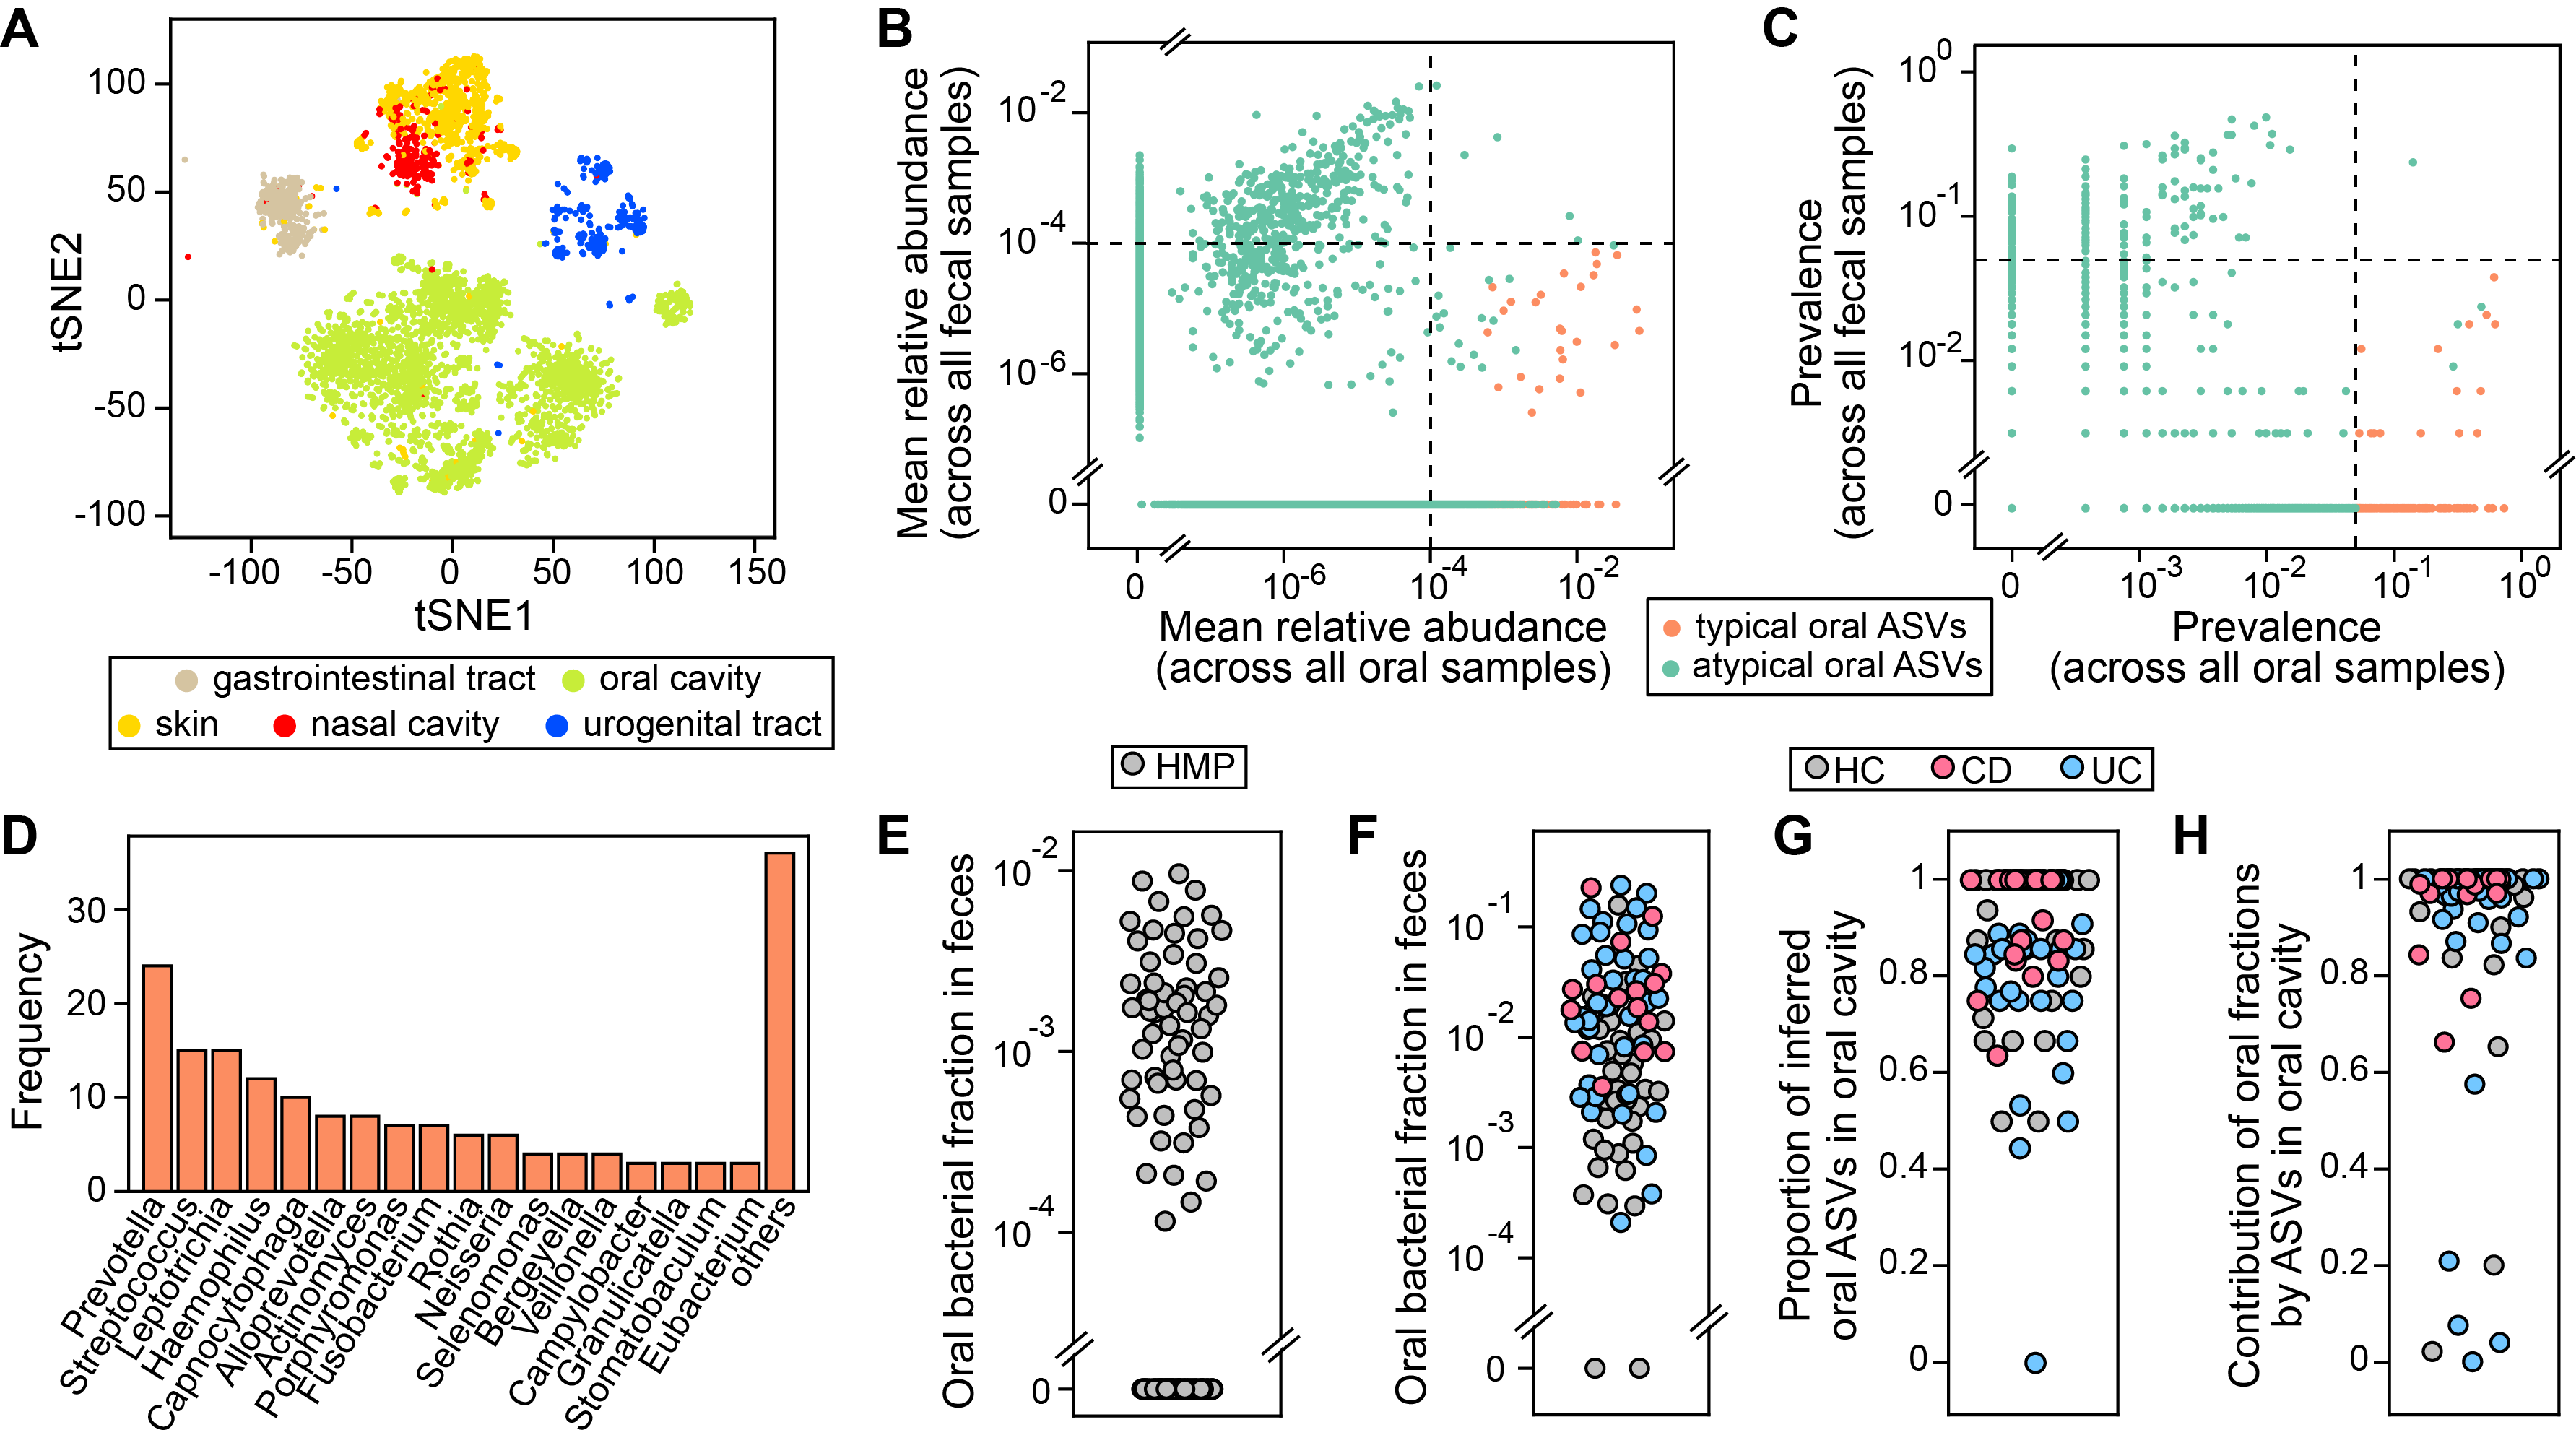 A
tSNE2
100
50
0
-50
-100
-100
-50
0
50
100
150
tSNE1
gastrointestinal tract
oral cavity
skin
nasal cavity
urogenital tract
B
Mean relative abundance
(across all fecal samples)
10-2
10-4
10-6
0
0
10-6
10-4
10-2
Mean relative abudance
(across all oral samples)
C
Prevalence
(across all fecal samples)
100
10-1
10-2
0
0
10-3
10-2
10-1
100
Prevalence
(across all oral samples)
typical oral ASVs
atypical oral ASVs
D
Frequency
30
20
10
0
Prevotella
Streptococcus
Leptotrichia
Haemophilus
Capnocytophaga
Alloprevotella
Actinomyces
Porphyromonas
Fusobacterium
Rothia
Neisseria
Selenomonas
Bergeyella
Veillonella
Campylobacter
Granulicatella
Stomatobaculum
Eubacterium
others
HMP
E
Oral bacterial fraction in feces
10-2
10-3
10-4
0
HC
CD
UC
F
Oral bacterial fraction in feces
10-1
10-2
10-3
10-4
0
G
Proportion of inferred
oral ASVs in oral cavity
1
0.8
0.6
0.4
0.2
0
H
Contribution of oral fractions
by ASVs in oral cavity
1
0.8
0.6
0.4
0.2
0